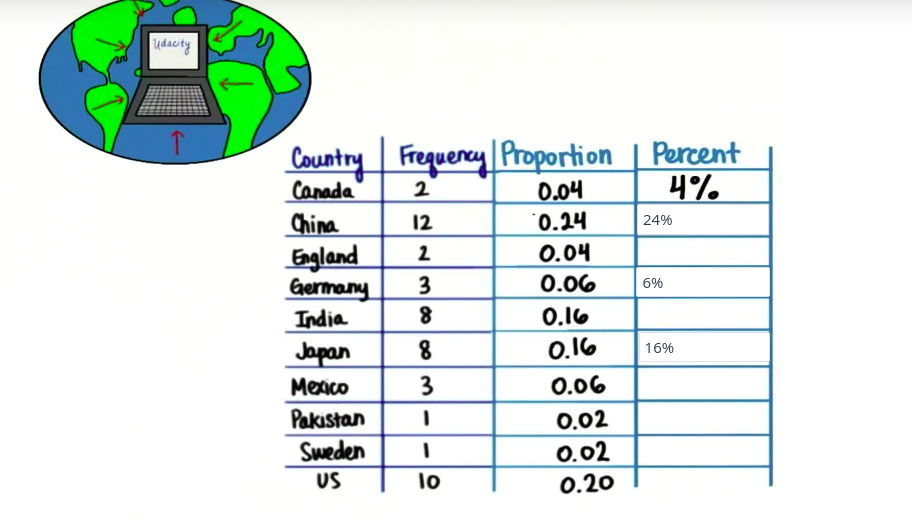 Udacity
Country Frequency Proportion Percent
Canada 2 0.04 4%
China 12 0.24 24%
England 2 0.04
Germany 3 0.06 6%
India 8 0.16
Japan 8 0.16 16%
Mexico 3 0.06
Pakistan 1 0.02
Sweden 1 0.02
US 10 0.20